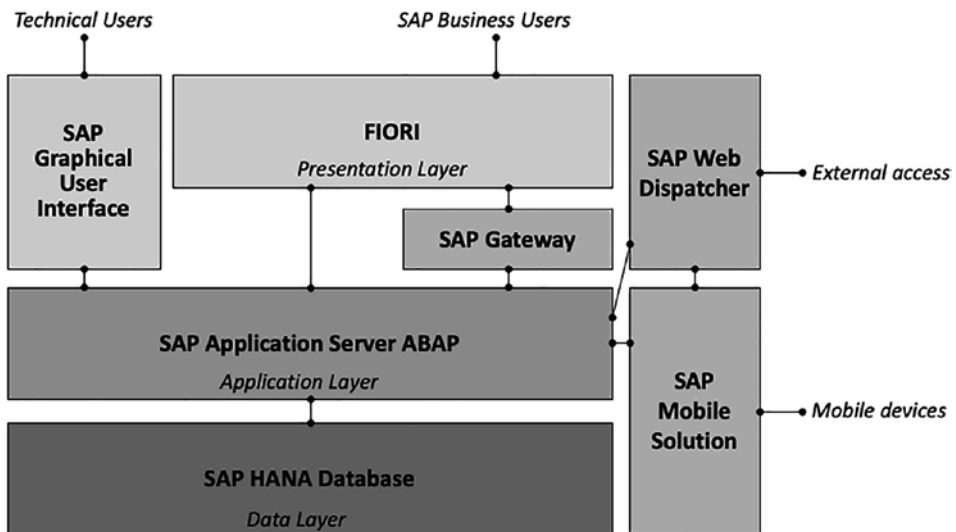 Technical Users
SAP Business Users
SAP
Graphical
User
Interface
FIORI
Presentation Layer
SAP Web
Dispatcher
External access
SAP Gateway
SAP Application Server ABAP
Application Layer
SAP
Mobile
Solution
Mobile devices
SAP HANA Database
Data Layer